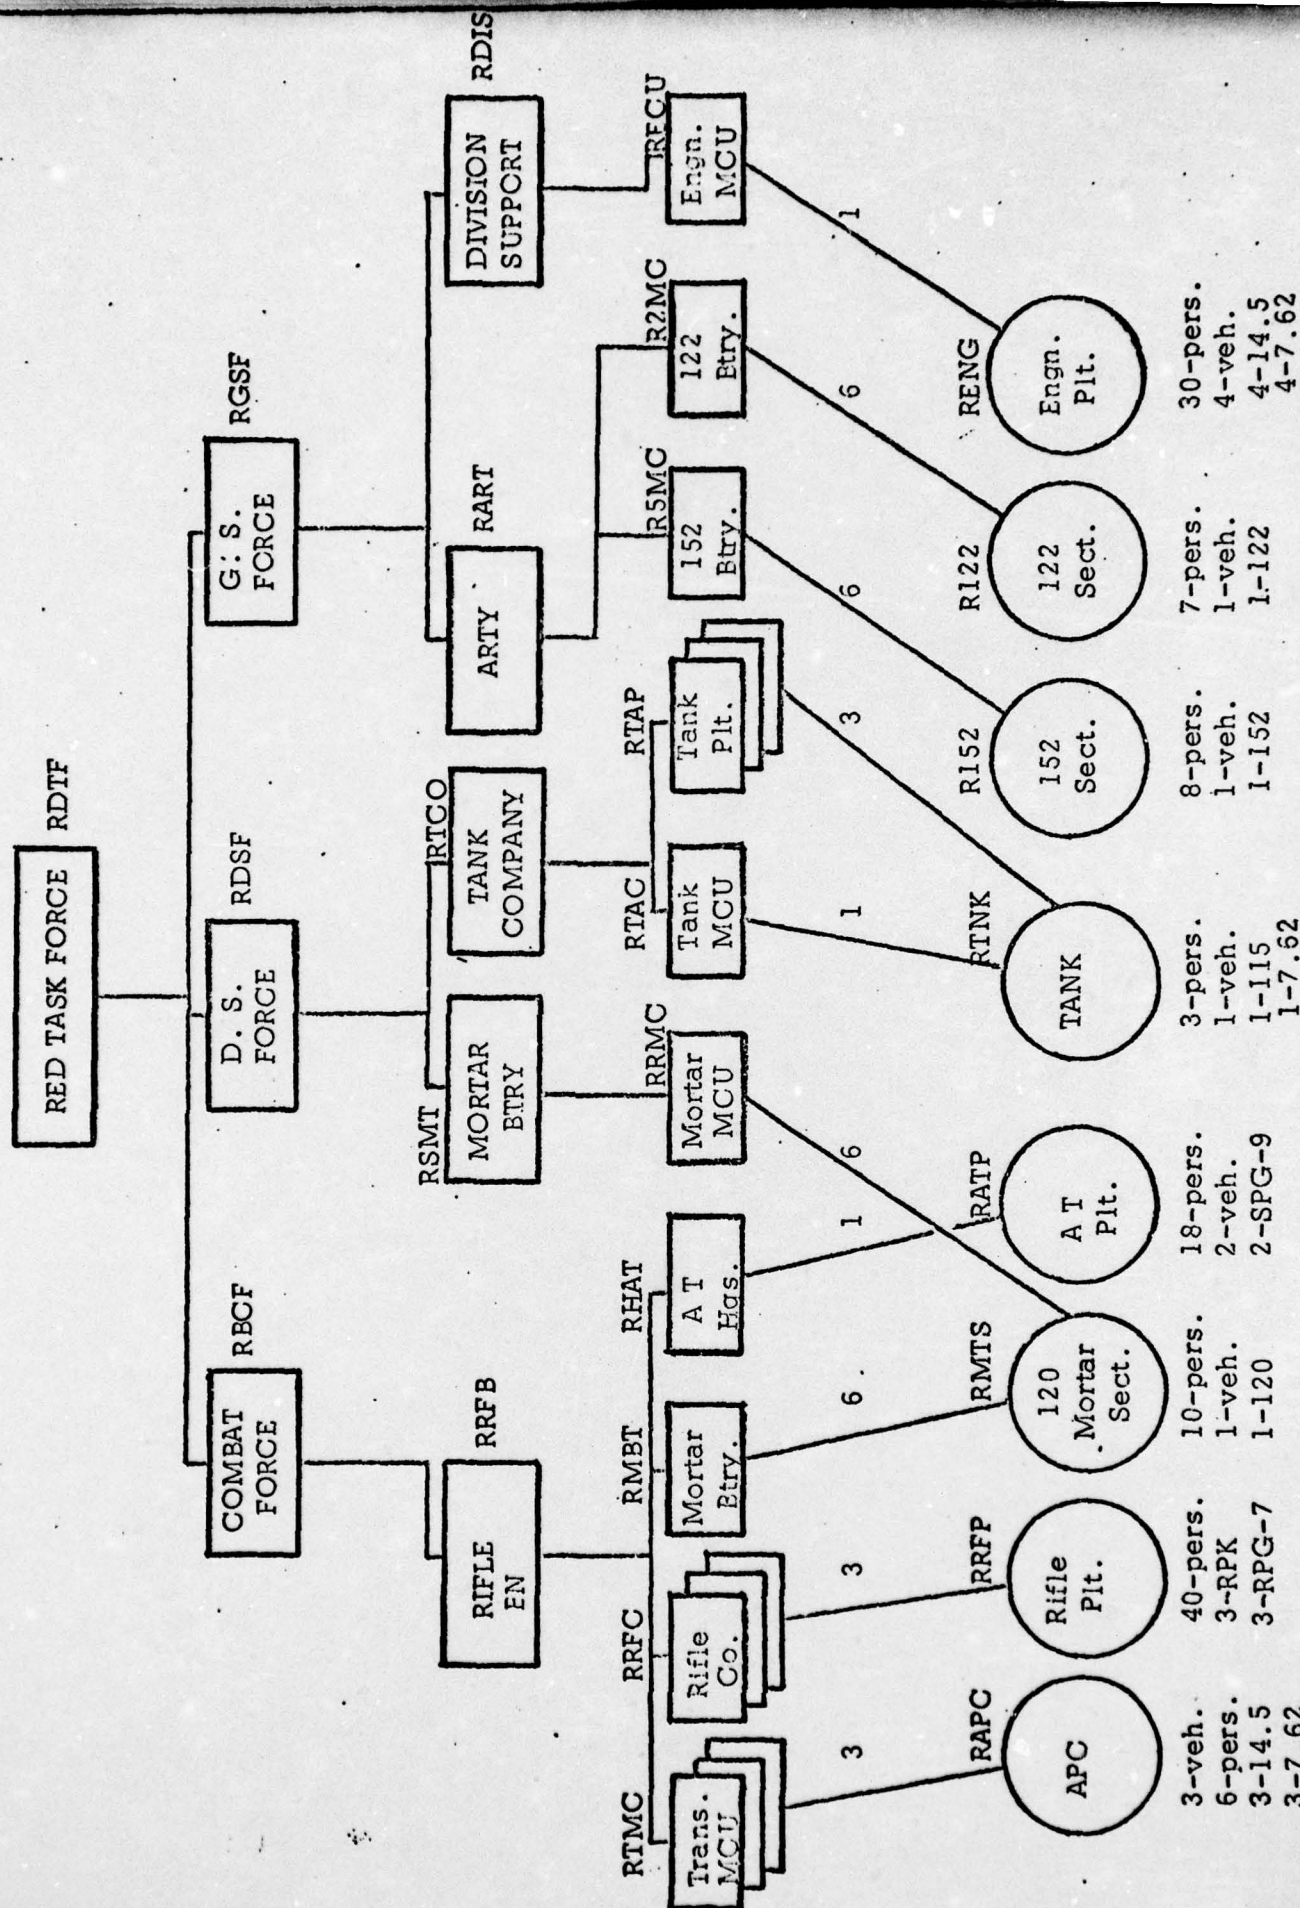 RED TASK FORCE
RDTF
COMBAT
FORCE
RBCF
D. S.
FORCE
RDSF
G. S.
FORCE
RGSF
RIFLE
EN
RRFB
RSMT
MORTAR
BTRY
RTCO
TANK
COMPANY
ARTY
RART
DIVISION
SUPPORT
RDIS
RTMC
Trans.
MCU
RRFC
Rifle
Co.
RMBT
Mortar
Btry.
RHAT
A T
Has.
RRMC
Mortar
MCU
RTAC
Tank
MCU
RTAP
Tank
Plt.
R5MC
152
Btry.
R2MC
122
Btry.
Engn.
MCU
3
3
6
1
6
1
3
6
6
1
RAPC
APC
RRFP
Rifle
Plt.
RMTS
120
Mortar
Sect.
RATP
A T
Plt.
RTNK
TANK
R152
152
Sect.
R122
122
Sect.
RENG
Engn.
Plt.
3-veh.
6-pers.
3-14.5
3-7.62
40-pers.
3-RPK
3-RPG-7
10-pers.
1-veh.
1-120
18-pers.
2-veh.
2-SPG-9
3-pers.
1-veh.
1-115
1-7.62
8-pers.
1-veh.
1-152
7-pers.
1-veh.
1-122
30-pers.
4-veh.
4-14.5
4-7.62